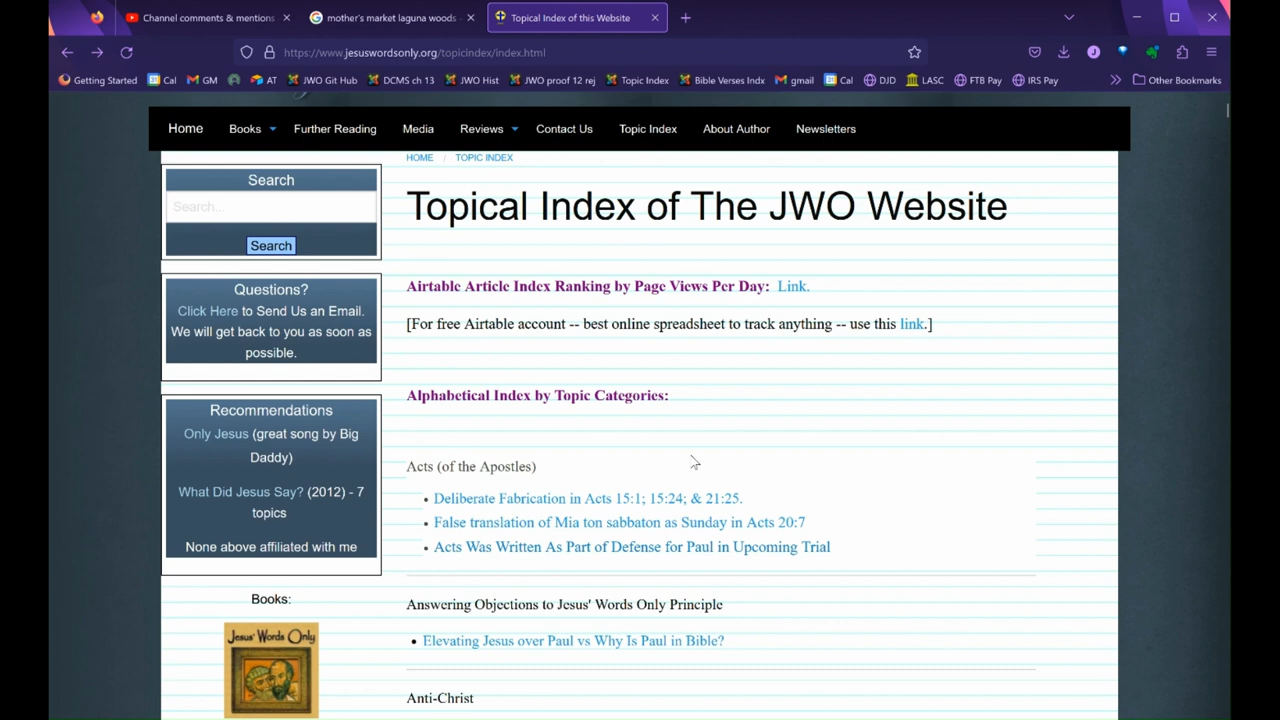 Channel comments & mentions
mother's market laguna woods
Topical Index of this Website
https://www.jesuswordsonly.org/topicindex/index.html
Getting Started
Cal
GM
AT
JWO Git Hub
DCMS ch 13
JWO Hist
JWO proof 12 rej
Topic Index
Bible Verses Indx
gmail
Cal
DJD
LASC
FTB Pay
IRS Pay
Other Bookmarks
Home
Books
Further Reading
Media
Reviews
Contact Us
Topic Index
About Author
Newsletters
HOME / TOPIC INDEX
Search
Search...
Search
Questions?
Click Here to Send Us an Email.
We will get back to you as soon as
possible.
Recommendations
Only Jesus (great song by Big
Daddy)
What Did Jesus Say? (2012) - 7
topics
None above affiliated with me
Books:
Jesus' Words Only
Topical Index of The JWO Website
Airtable Article Index Ranking by Page Views Per Day: Link.
[For free Airtable account -- best online spreadsheet to track anything -- use this link.]
Alphabetical Index by Topic Categories:
Acts (of the Apostles)
• Deliberate Fabrication in Acts 15:1; 15:24; & 21:25.
• False translation of Mia ton sabbaton as Sunday in Acts 20:7
• Acts Was Written As Part of Defense for Paul in Upcoming Trial
Answering Objections to Jesus' Words Only Principle
• Elevating Jesus over Paul vs Why Is Paul in Bible?
Anti-Christ